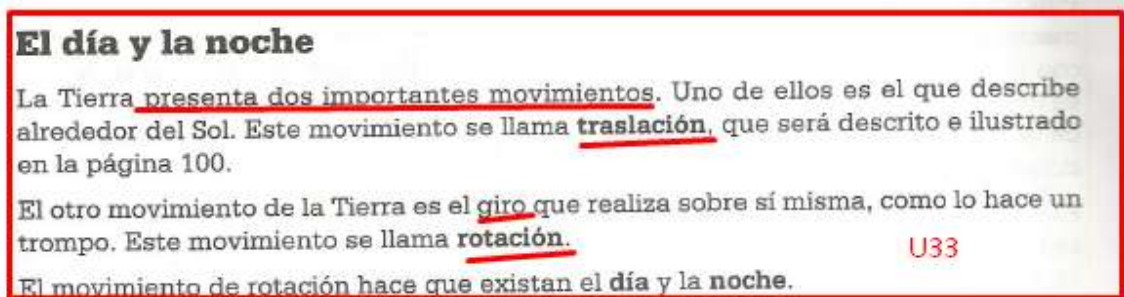 El día y la noche
La Tierra presenta dos importantes movimientos. Uno de ellos es el que describe
alrededor del Sol. Este movimiento se llama traslación, que será descrito e ilustrado
en la página 100.
El otro movimiento de la Tierra es el giro que realiza sobre sí misma, como lo hace un
trompo. Este movimiento se llama rotación.
U33
El movimiento de rotación hace que existan el día y la noche.